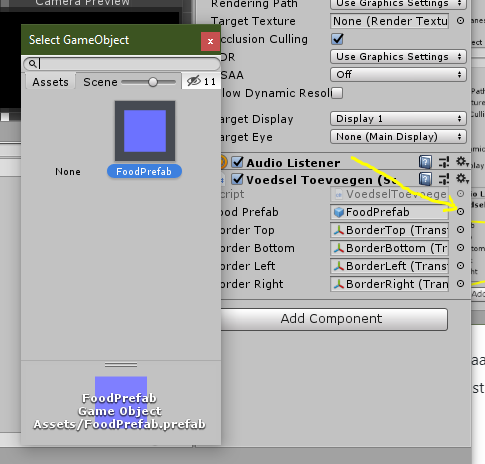 Camera Preview
Select GameObject
x
Assets
Scene
11
None
FoodPrefab
FoodPrefab
Game Object
Assets/FoodPrefab.prefab
Rendering Path
Use Graphics Settings
Target Texture
None (Render Textu
Occlusion Culling
DR
Use Graphics Settings
SAA
Off
llow Dynamic Resol
arget Display
Display 1
arget Eye
None (Main Display)
Audio Listener
Voedsel Toevoegen (Sc
cript
VoedselToevoege
ood Prefab
FoodPrefab
order Top
BorderTop (Transf
order Bottom
BorderBottom (Tr
order Left
BorderLeft (Trans
order Right
BorderRight (Tran
Add Component